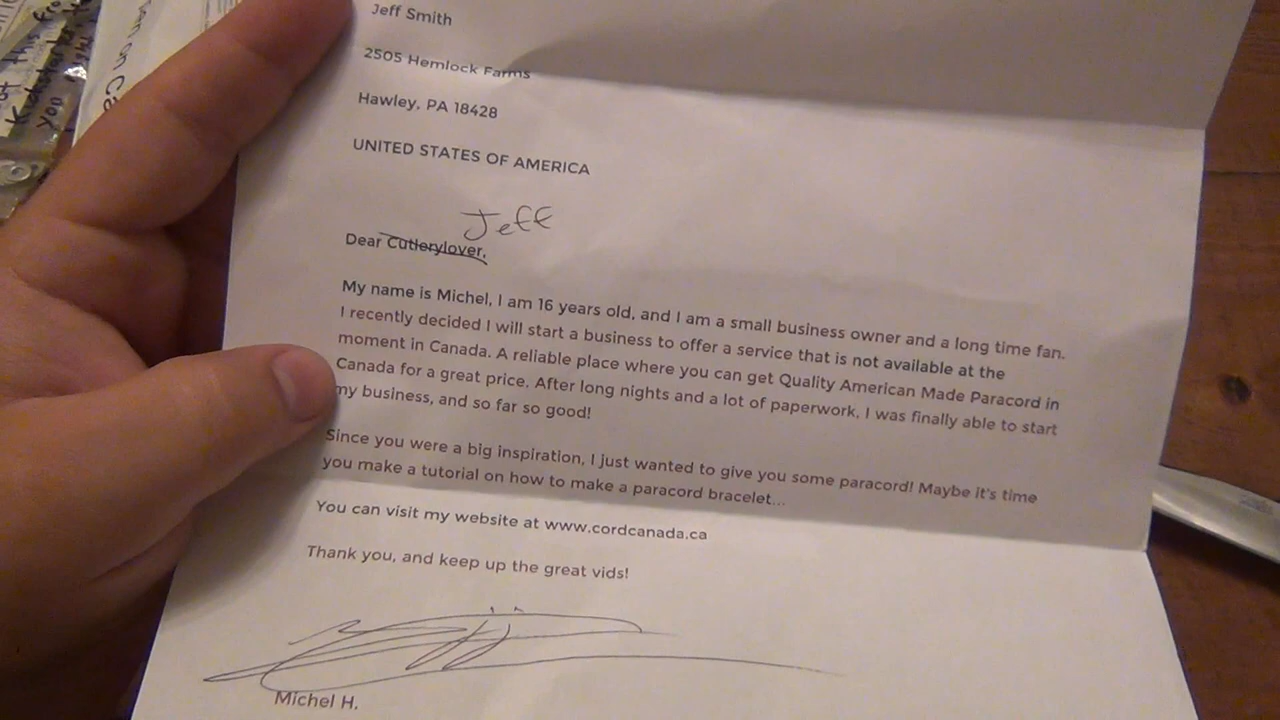 Jeff Smith
2505 Hemlock Farms
Hawley, PA 18428
UNITED STATES OF AMERICA
Jeff
Dear Cutlerylover,
My name is Michel, I am 16 years old, and I am a small business owner and a long time fan.
I recently decided I will start a business to offer a service that is not available at the
moment in Canada. A reliable place where you can get Quality American Made Paracord in
Canada for a great price. After long nights and a lot of paperwork, I was finally able to start
my business, and so far so good!
Since you were a big inspiration, I just wanted to give you some paracord! Maybe it's time
you make a tutorial on how to make a paracord bracelet...
You can visit my website at www.cordcanada.ca
Thank you, and keep up the great vids!
Michel H.